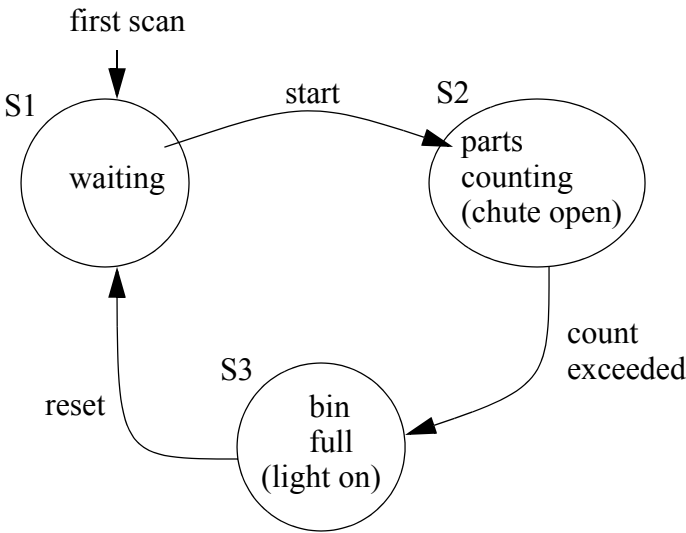 first scan
S1
start
S2
waiting
parts
counting
(chute open)
count
exceeded
S3
reset
bin
full
(light on)